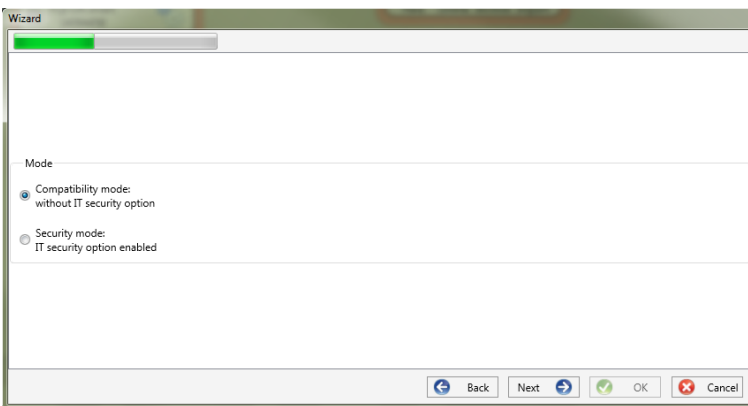 Wizard
Mode
Compatibility mode:
without IT security option
Security mode:
IT security option enabled
Back
Next
OK
Cancel